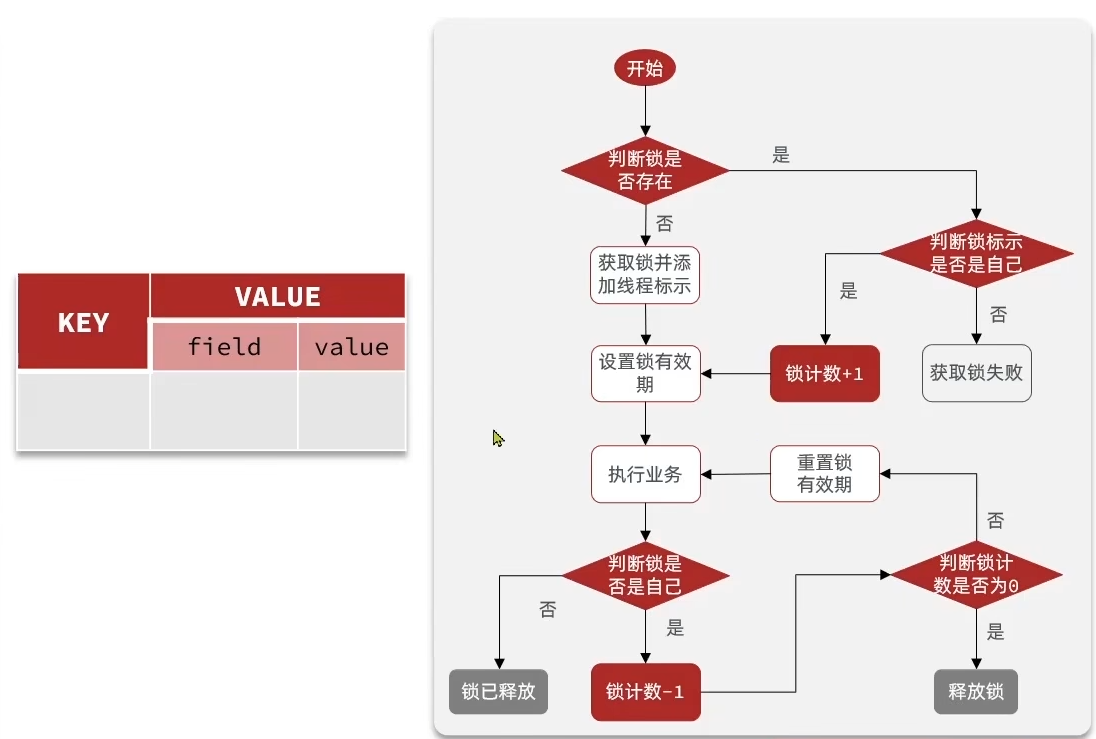 KEY
VALUE
field
value
开始
判断锁是
否存在
是
否
获取锁并添
加线程标示
判断锁标示
是否是自己
是
否
设置锁有效
期
锁计数+1
获取锁失败
执行业务
重置锁
有效期
否
判断锁是
否是自己
判断锁计
数是否为0
否
是
是
锁已释放
锁计数-1
释放锁